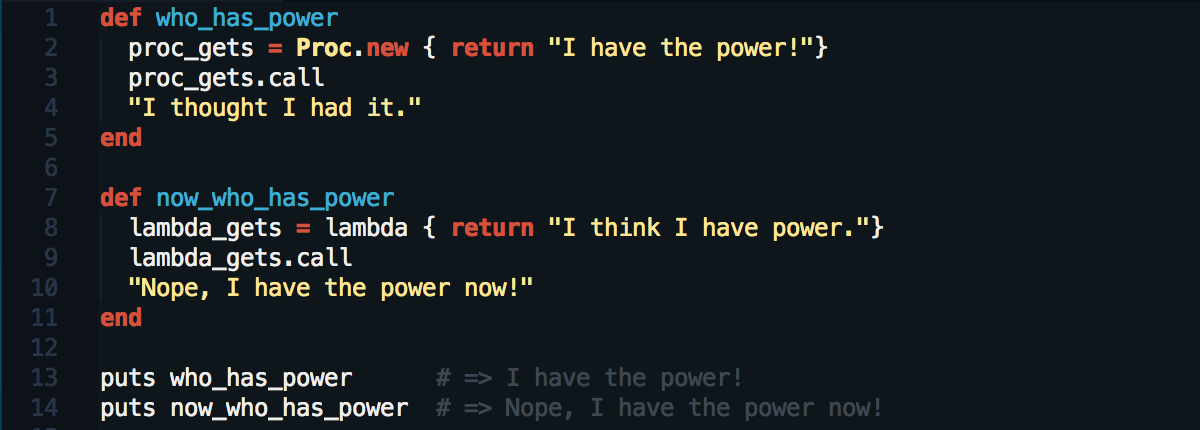 1 def who_has_power
2   proc_gets = Proc.new { return "I have the power!"}
3   proc_gets.call
4   "I thought I had it."
5 end
6
7 def now_who_has_power
8   lambda_gets = lambda { return "I think I have power."}
9   lambda_gets.call
10   "Nope, I have the power now!"
11 end
12
13 puts who_has_power      # => I have the power!
14 puts now_who_has_power  # => Nope, I have the power now!